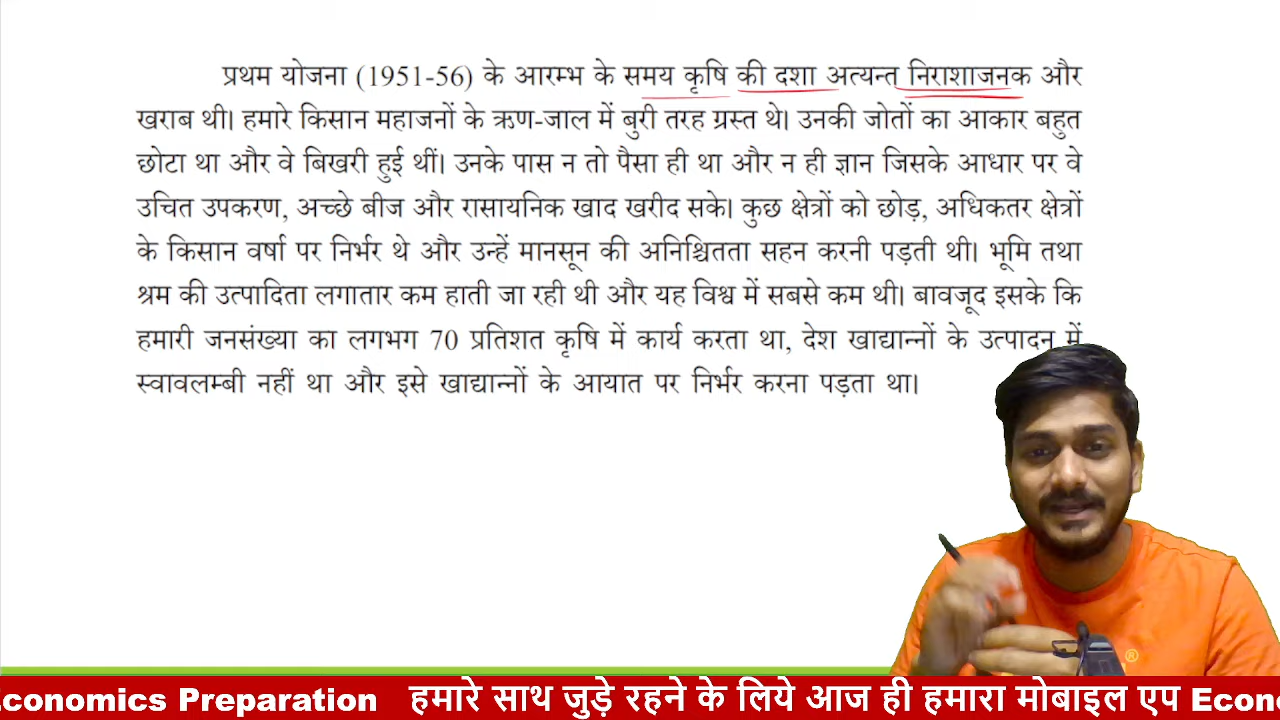 प्रथम योजना (1951-56) के आरम्भ के समय कृषि की दशा अत्यन्त निराशाजनक और
खराब थी। हमारे किसान महाजनों के ऋण-जाल में बुरी तरह ग्रस्त थे। उनकी जोतों का आकार बहुत
छोटा था और वे बिखरी हुई थीं। उनके पास न तो पैसा ही था और न ही ज्ञान जिसके आधार पर वे
उचित उपकरण, अच्छे बीज और रासायनिक खाद खरीद सके। कुछ क्षेत्रों को छोड़, अधिकतर क्षेत्रों
के किसान वर्षा पर निर्भर थे और उन्हें मानसून की अनिश्चितता सहन करनी पड़ती थी। भूमि तथा
श्रम की उत्पादिता लगातार कम हाती जा रही थी और यह विश्व में सबसे कम थी। बावजूद इसके कि
हमारी जनसंख्या का लगभग 70 प्रतिशत कृषि में कार्य करता था, देश खाद्यान्नों के उत्पादन में
स्वावलम्बी नहीं था और इसे खाद्यान्नों के आयात पर निर्भर करना पड़ता था।
®
conomics Preparation हमारे साथ जुड़े रहने के लिये आज ही हमारा मोबाइल एप Econ